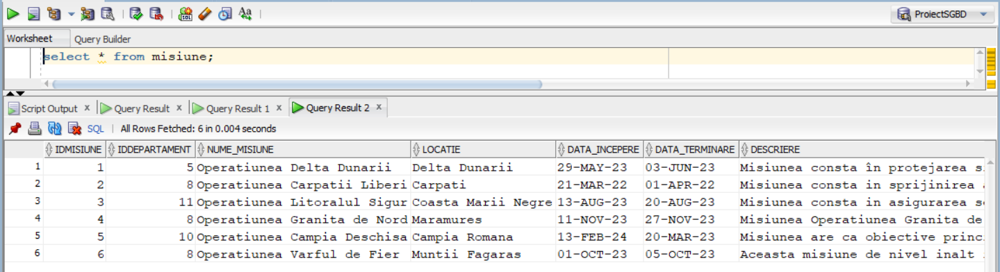 ProiectSGBD
Worksheet Query Builder
select * from misiune;
Script Output x Query Result x Query Result 1 x Query Result 2 x
SQL | All Rows Fetched: 6 in 0.004 seconds
IDMISIUNE IDDEPARTAMENT NUME_MISIUNE LOCATIE DATA_INCEPERE DATA_TERMINARE DESCRIERE
1 1 5 Operatiunea Delta Dunarii Delta Dunarii 29-MAY-23 03-JUN-23 Misiunea consta în protejarea
2 2 8 Operatiunea Carpatii Liberi Carpati 21-MAR-22 01-APR-22 Misiunea consta in sprijinirea
3 3 11 Operatiunea Litoralul Sigur Coasta Marii Negre 13-AUG-23 20-AUG-23 Misiunea consta in asigurarea
4 4 8 Operatiunea Granita de Nord Maramures 11-NOV-23 27-NOV-23 Misiunea Operatiunea Granita de
5 5 10 Operatiunea Campia Deschisa Campia Romana 13-FEB-24 20-MAR-23 Misiunea are ca obiective princ
6 6 8 Operatiunea Varful de Fier Muntii Fagaras 01-OCT-23 05-OCT-23 Aceasta misiune de nivel inalt